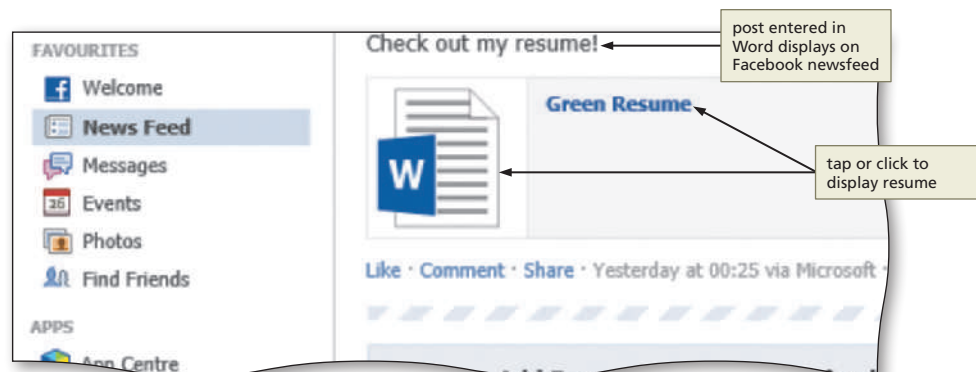 FAVOURITES
Welcome
News Feed
Messages
26 Events
Photos
Find Friends
APPS
App Centre
Check out my resume!
W
Green Resume
Like · Comment · Share · Yesterday at 00:25 via Microsoft ·
post entered in
Word displays on
Facebook newsfeed
tap or click to
display resume